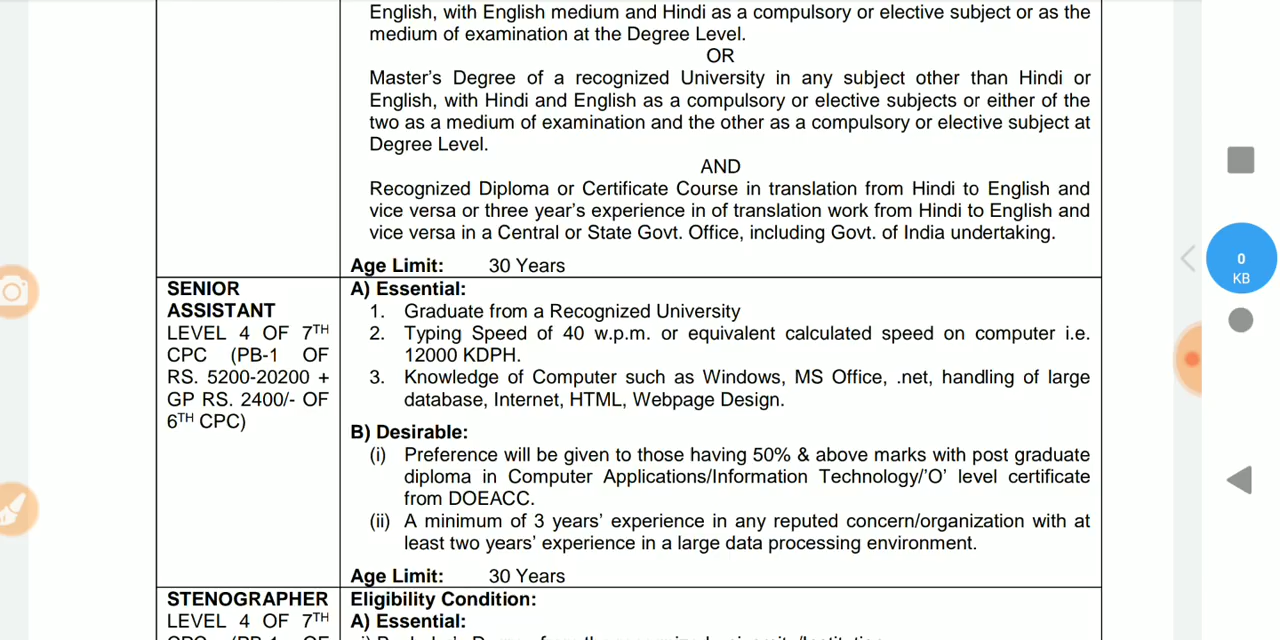 English, with English medium and Hindi as a compulsory or elective subject or as the
medium of examination at the Degree Level.
OR
Master's Degree of a recognized University in any subject other than Hindi or
English, with Hindi and English as a compulsory or elective subjects or either of the
two as a medium of examination and the other as a compulsory or elective subject at
Degree Level.
AND
Recognized Diploma or Certificate Course in translation from Hindi to English and
vice versa or three year's experience in of translation work from Hindi to English and
vice versa in a Central or State Govt. Office, including Govt. of India undertaking.
Age Limit: 30 Years
SENIOR
ASSISTANT
LEVEL 4 OF 7TH
CPC (PB-1 OF
RS. 5200-20200 +
GP RS. 2400/- OF
6TH CPC)
A) Essential:
1. Graduate from a Recognized University
2. Typing Speed of 40 w.p.m. or equivalent calculated speed on computer i.e.
12000 KDPH.
3. Knowledge of Computer such as Windows, MS Office, .net, handling of large
database, Internet, HTML, Webpage Design.
B) Desirable:
(i) Preference will be given to those having 50% & above marks with post graduate
diploma in Computer Applications/Information Technology/'O' level certificate
from DOEACC.
(ii) A minimum of 3 years' experience in any reputed concern/organization with at
least two years' experience in a large data processing environment.
Age Limit: 30 Years
STENOGRAPHER
LEVEL 4 OF 7TH
Eligibility Condition:
A) Essential:
0
KB